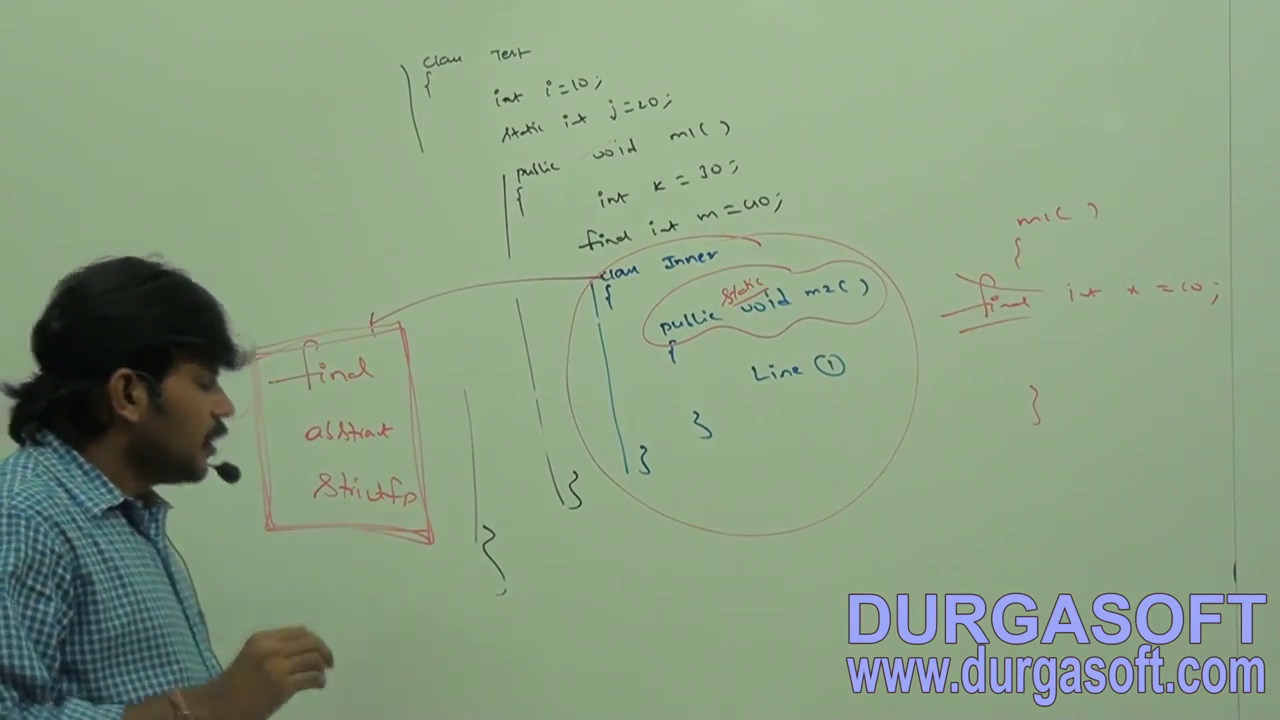 class Test
{
int i=10;
static int j=20;
public void m1( )
{
int k = 30;
final int m=40;
class Inner
{
static
public void m2( )
{
Line ①
}
}
}
}
final
abstract
strictfp
m1( )
{
final int x =10;
}
DURGASOFT
www.durgasoft.com